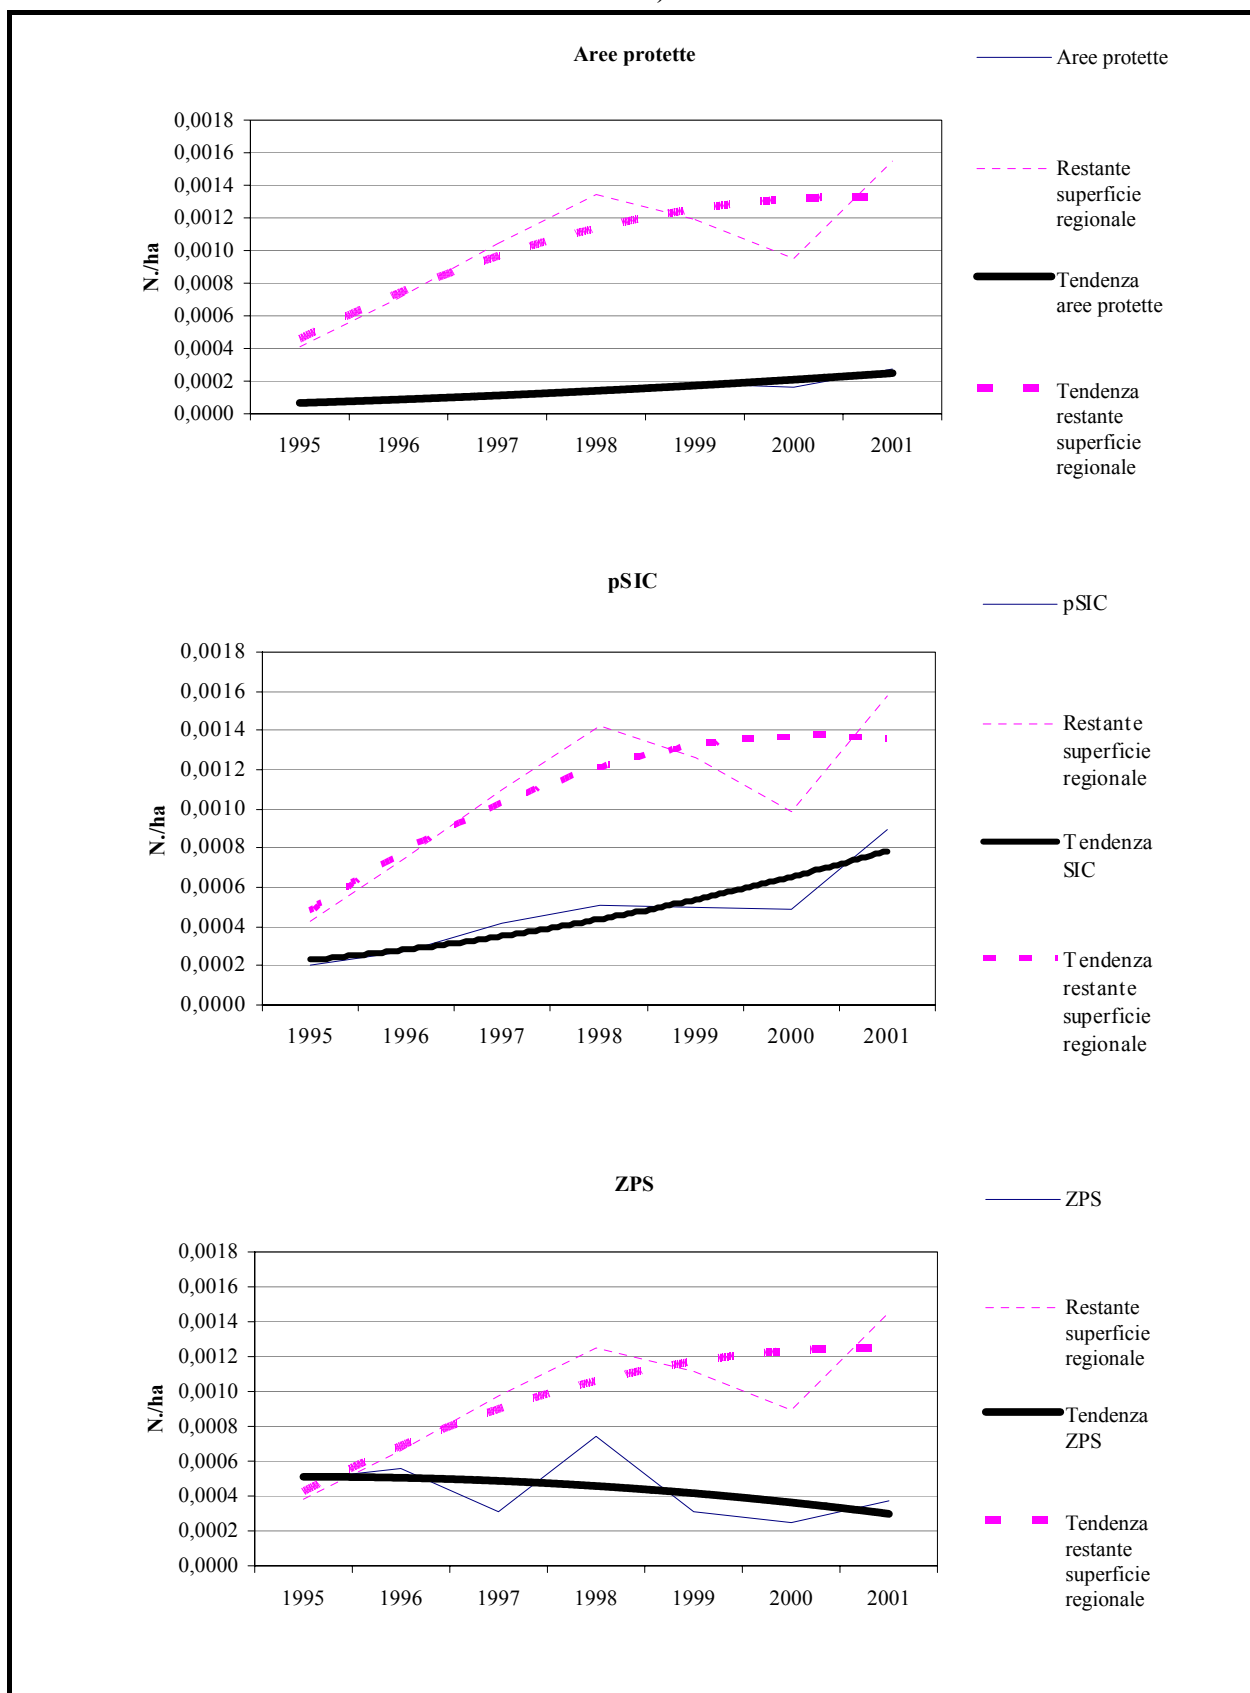 Aree protette
Aree protette
Restante
superficie
regionale
Tendenza
aree protette
Tendenza
restante
superficie
regionale
N./ha
0,0018
0,0016
0,0014
0,0012
0,0010
0,0008
0,0006
0,0004
0,0002
0,0000
1995 1996 1997 1998 1999 2000 2001
pSIC
pSIC
Restante
superficie
regionale
Tendenza
SIC
Tendenza
restante
superficie
regionale
N./ha
0,0018
0,0016
0,0014
0,0012
0,0010
0,0008
0,0006
0,0004
0,0002
0,0000
1995 1996 1997 1998 1999 2000 2001
ZPS
ZPS
Restante
superficie
regionale
Tendenza
ZPS
Tendenza
restante
superficie
regionale
N./ha
0,0018
0,0016
0,0014
0,0012
0,0010
0,0008
0,0006
0,0004
0,0002
0,0000
1995 1996 1997 1998 1999 2000 2001